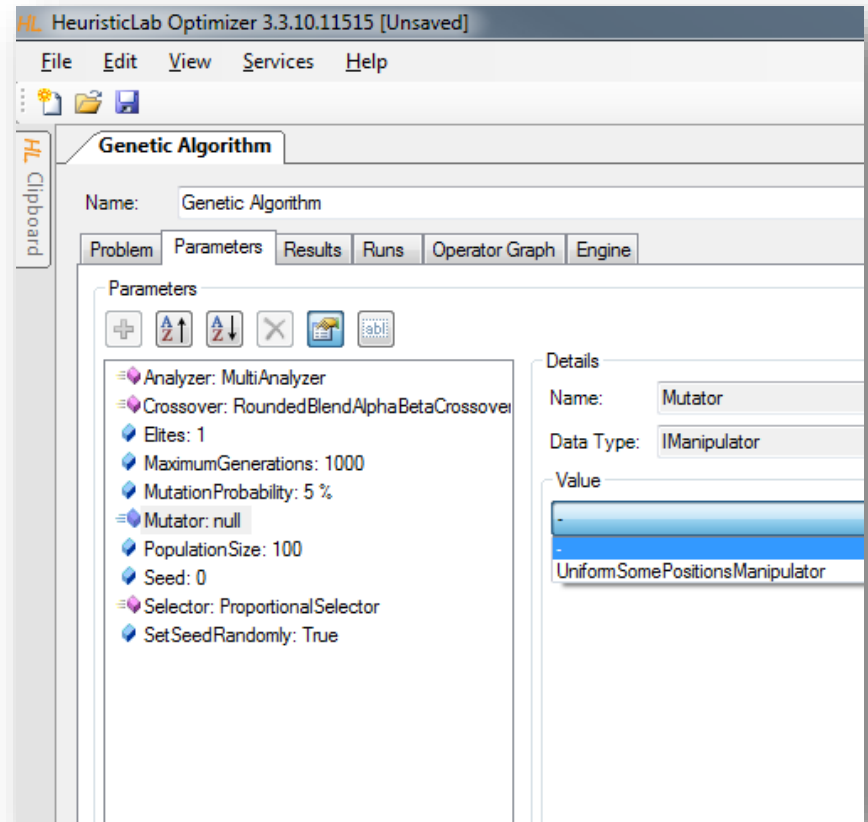 HL HeuristicLab Optimizer 3.3.10.11515 [Unsaved]
File Edit View Services Help
HL Clipboard
Genetic Algorithm
Name: Genetic Algorithm
Problem Parameters Results Runs Operator Graph Engine
Parameters
A Z A Z abl
Analyzer: MultiAnalyzer
Crossover: RoundedBlendAlphaBetaCrossover
Elites: 1
MaximumGenerations: 1000
MutationProbability: 5 %
Mutator: null
PopulationSize: 100
Seed: 0
Selector: ProportionalSelector
SetSeedRandomly: True
Details
Name: Mutator
Data Type: IManipulator
Value
-
-
UniformSomePositionsManipulator